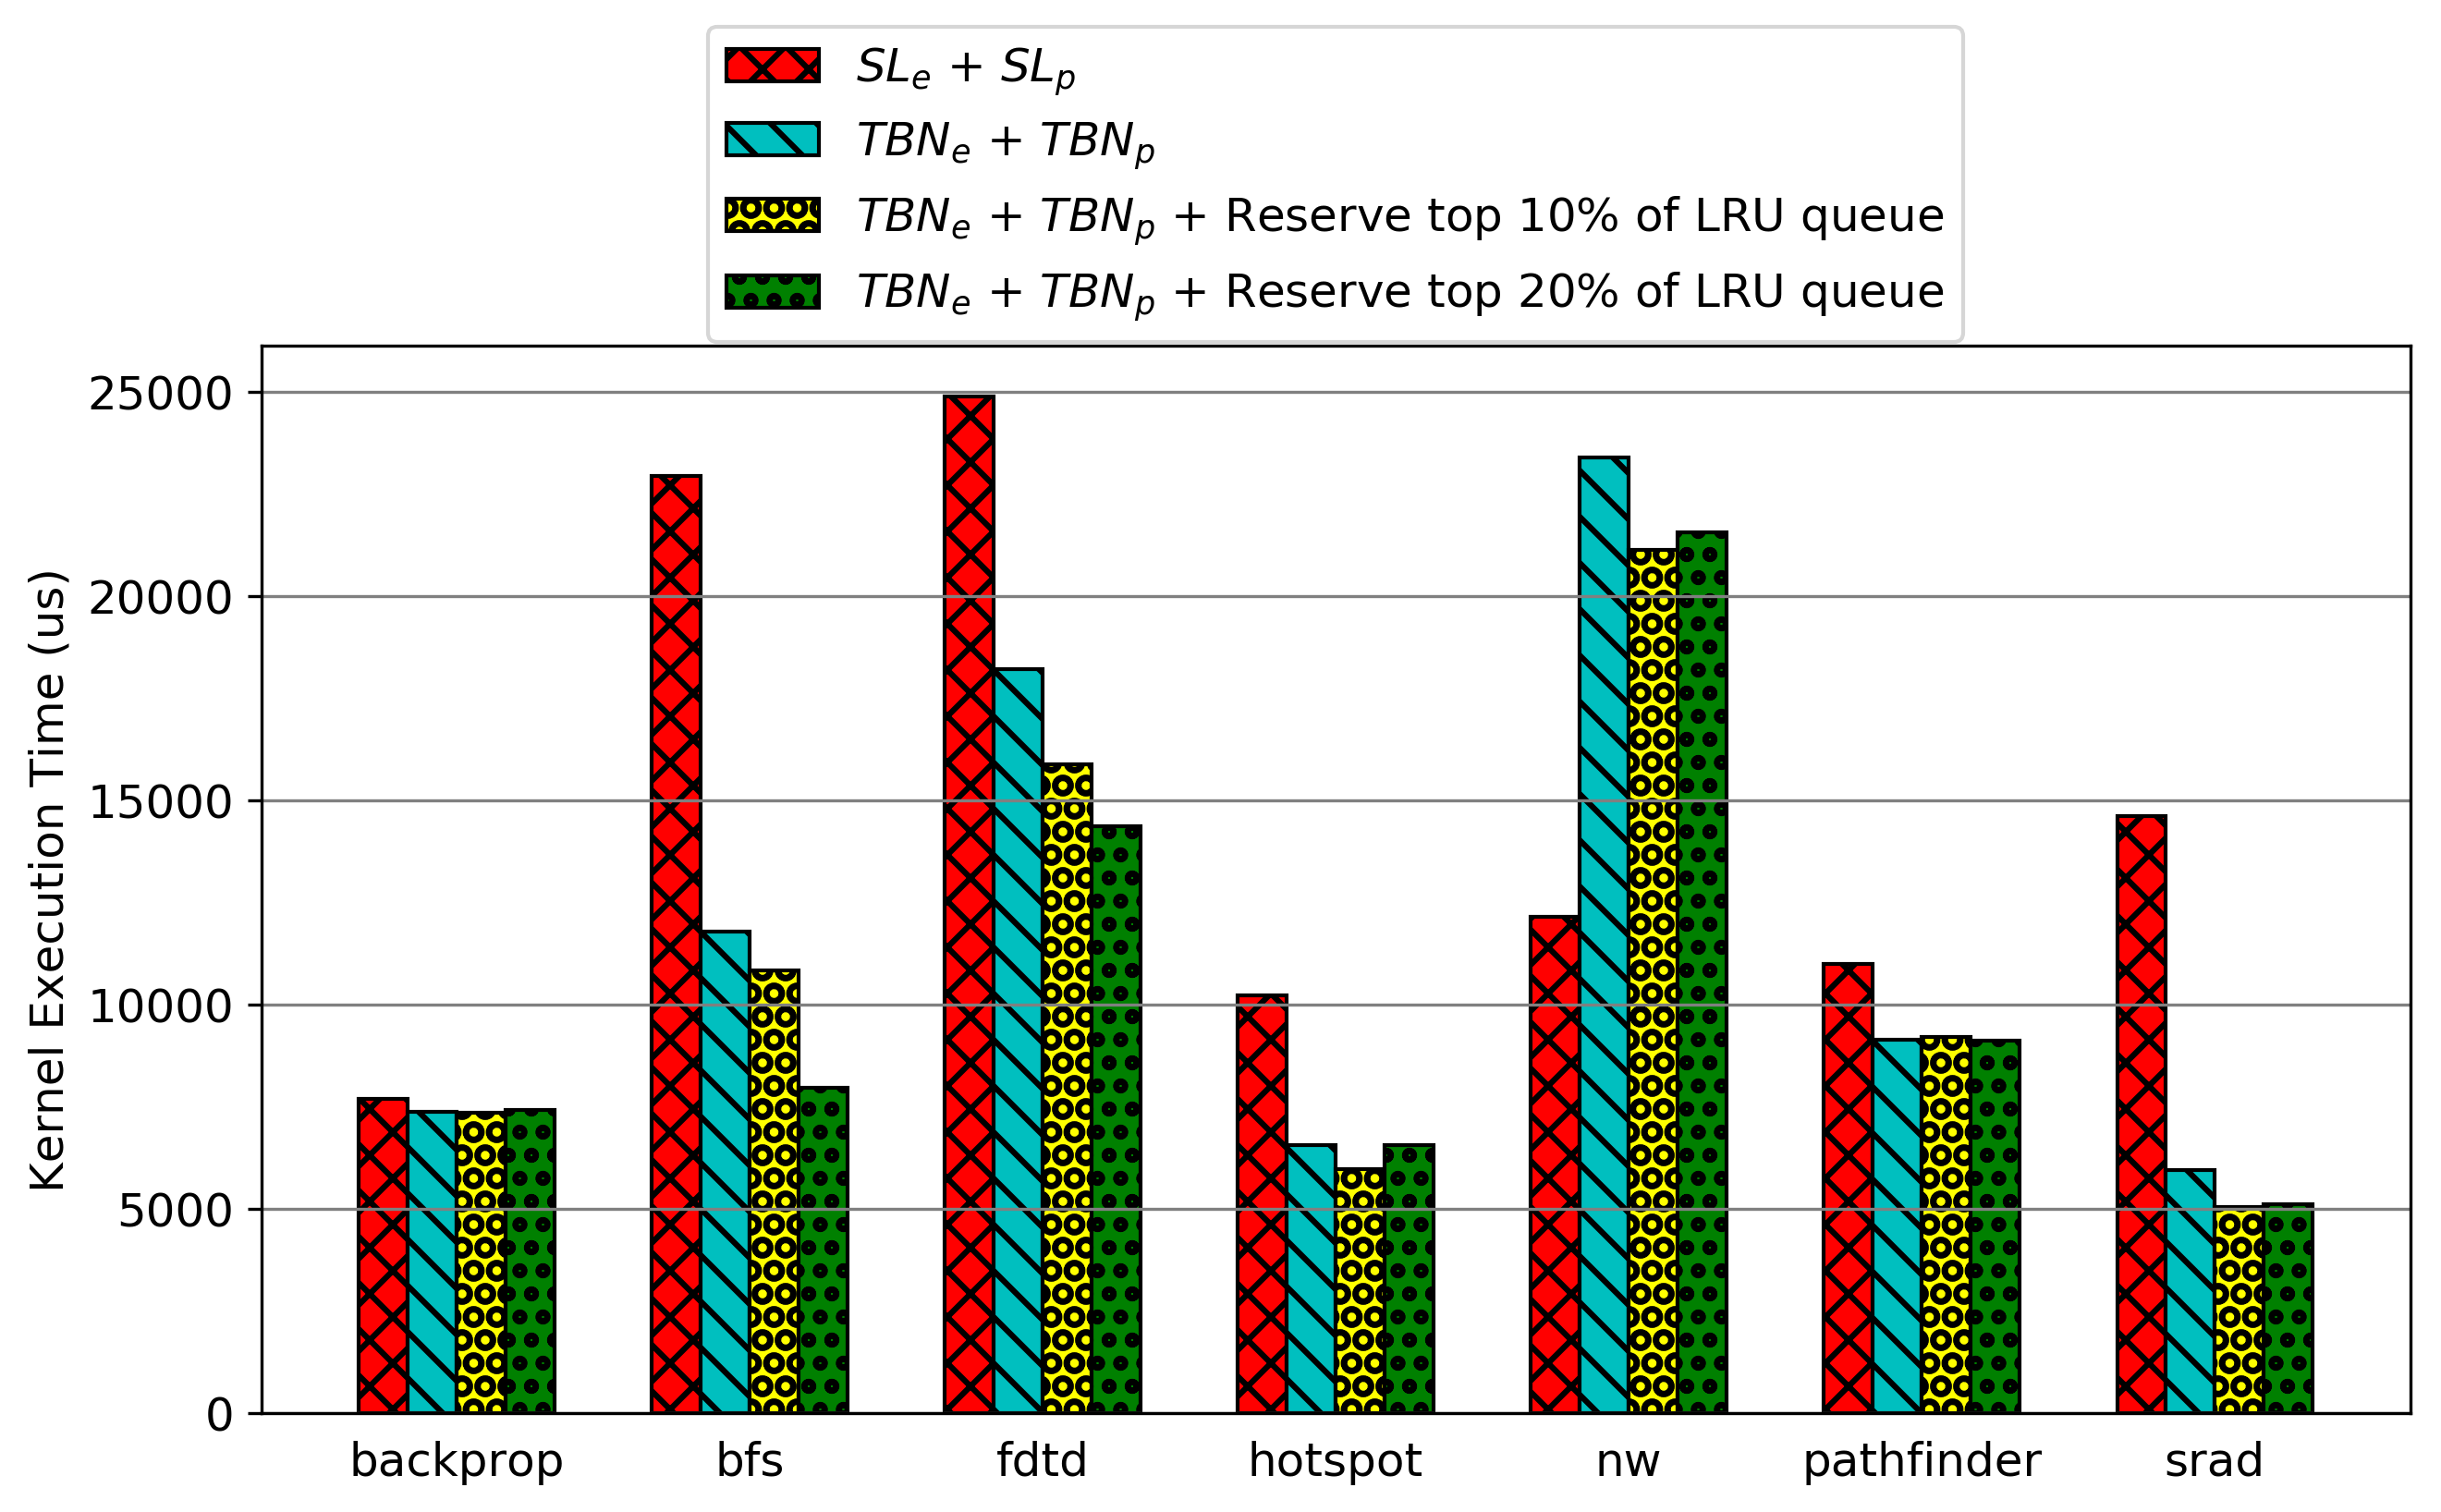 SLe + SLp
TBNe + TBNp
TBNe + TBNp + Reserve top 10% of LRU queue
TBNe + TBNp + Reserve top 20% of LRU queue
Kernel Execution Time (us)
25000
20000
15000
10000
5000
0
backprop bfs fdtd hotspot nw pathfinder srad